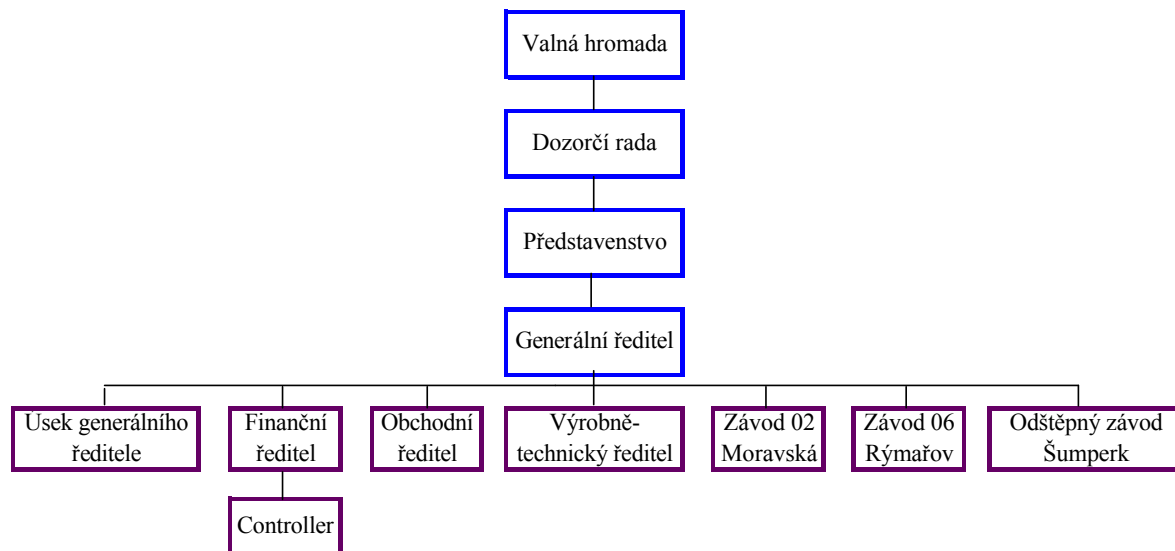 Valná hromada
Dozorčí rada
Představenstvo
Generální ředitel
Úsek generálního
ředitele
Finanční
ředitel
Obchodní
ředitel
Výrobně-
technický ředitel
Závod 02
Moravská
Závod 06
Rýmařov
Odštěpný závod
Šumperk
Controller